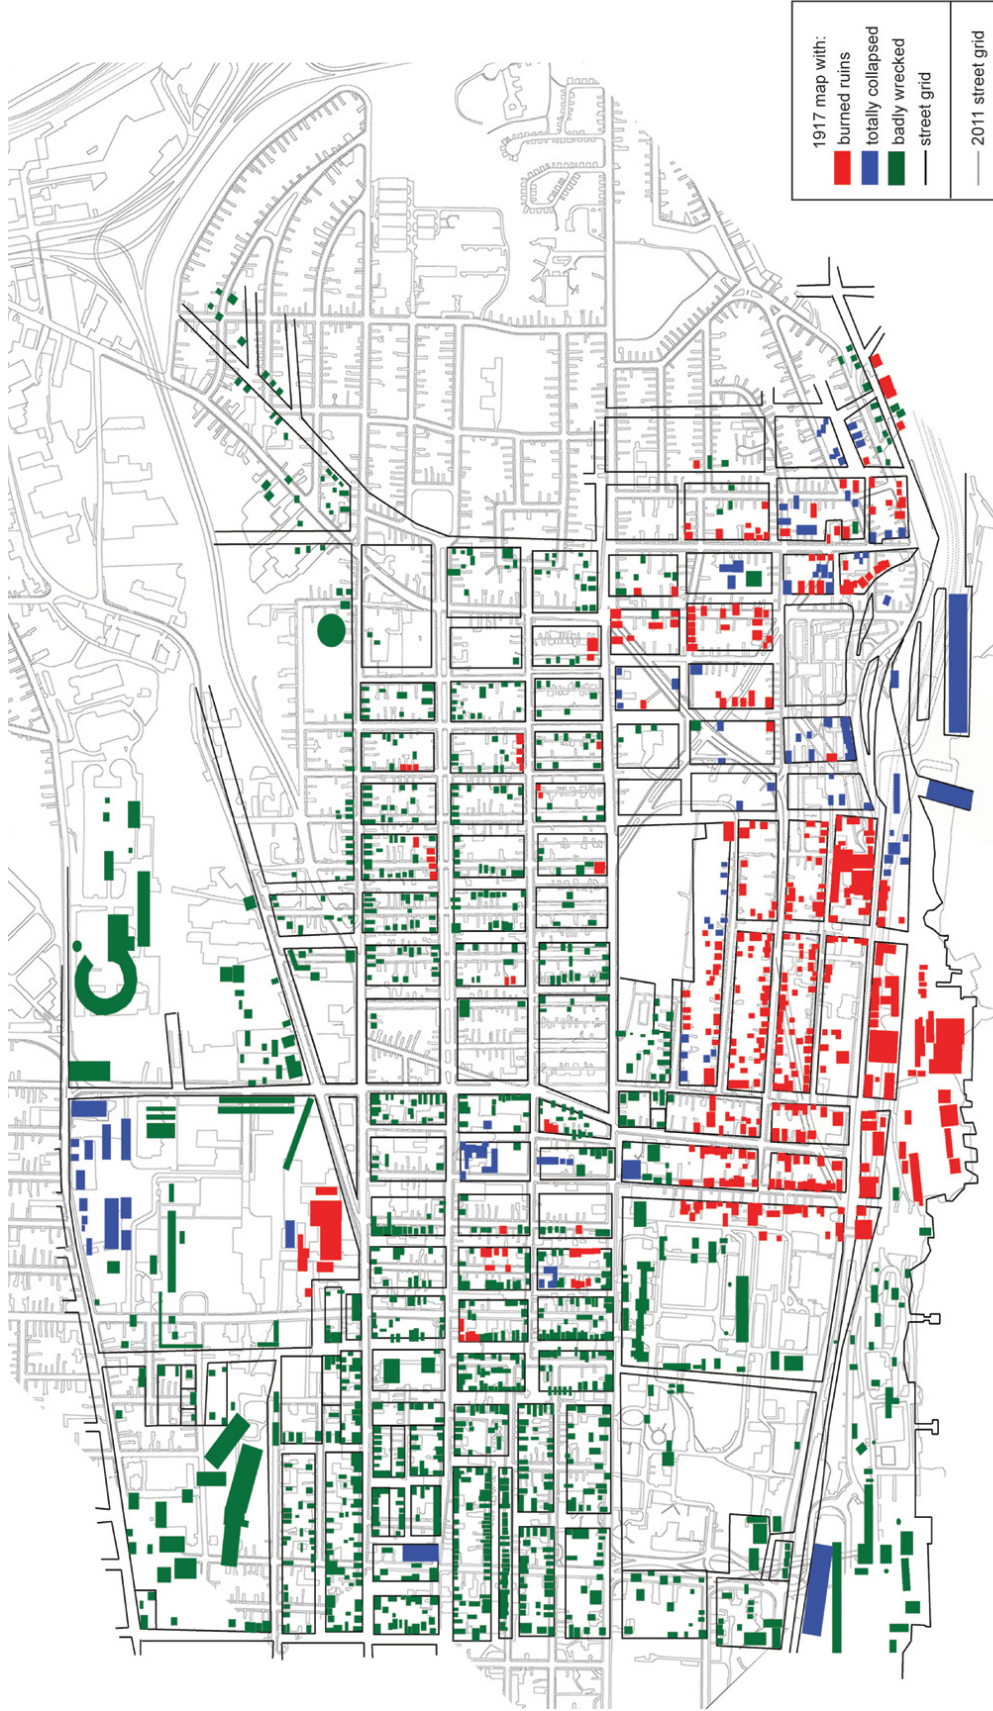 1917 map with:
burned ruins
totally collapsed
badly wrecked
street grid
2011 street grid